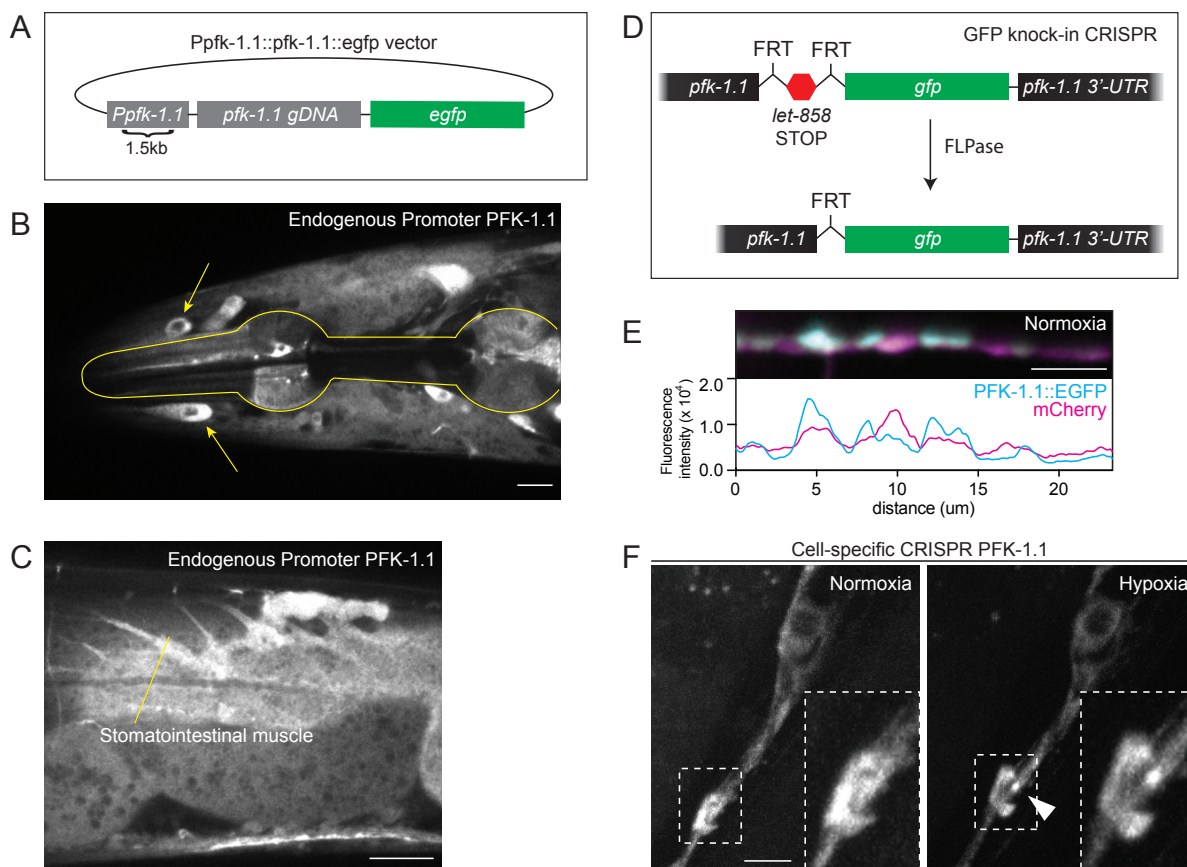 A
Ppfk-1.1::pfk-1.1::egfp vector
Ppfk-1.1
pfk-1.1 gDNA
egfp
1.5kb
B
Endogenous Promoter PFK-1.1
C
Endogenous Promoter PFK-1.1
Stomatointestinal muscle
D
GFP knock-in CRISPR
FRT
FRT
pfk-1.1
gfp
pfk-1.1 3'-UTR
let-858
STOP
FLPase
FRT
pfk-1.1
gfp
pfk-1.1 3'-UTR
E
Normoxia
PFK-1.1::EGFP
mCherry
Fluorescence
intensity (x 10⁴)
2.0
1.0
0.0
0
5
10
15
20
distance (um)
F
Cell-specific CRISPR PFK-1.1
Normoxia
Hypoxia